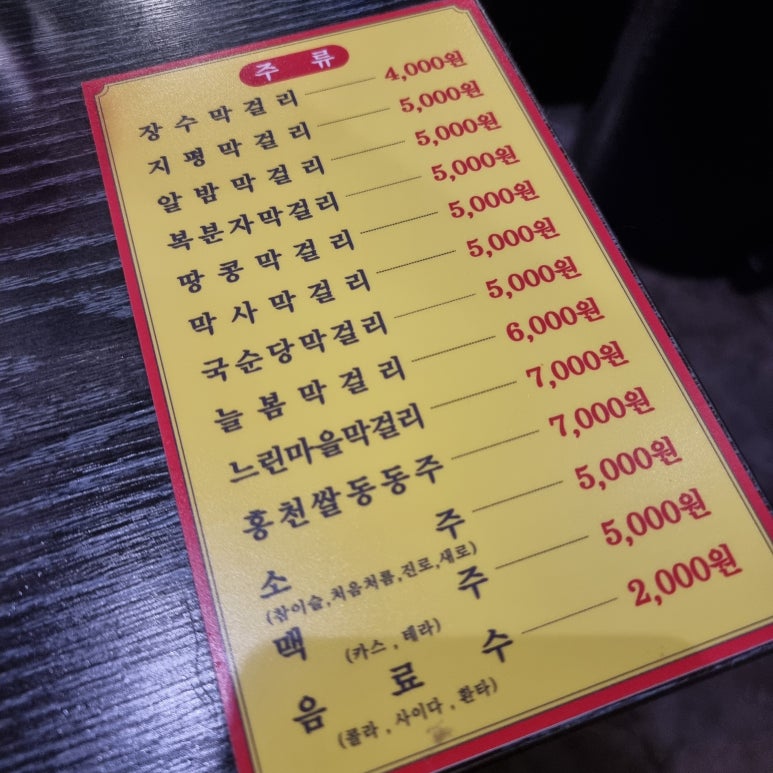 주류
장수막걸리 4,000원
지평막걸리 5,000원
알밤막걸리 5,000원
복분자막걸리 5,000원
땅콩막걸리 5,000원
막사막걸리 5,000원
국순당막걸리 5,000원
늘봄막걸리 6,000원
느린마을막걸리 7,000원
홍천쌀동동주 7,000원
소주 5,000원
(참이슬,처음처룸,진로,새로)
맥주 5,000원
(카스, 테라)
음료수 2,000원
(콜라, 사이다, 환타)